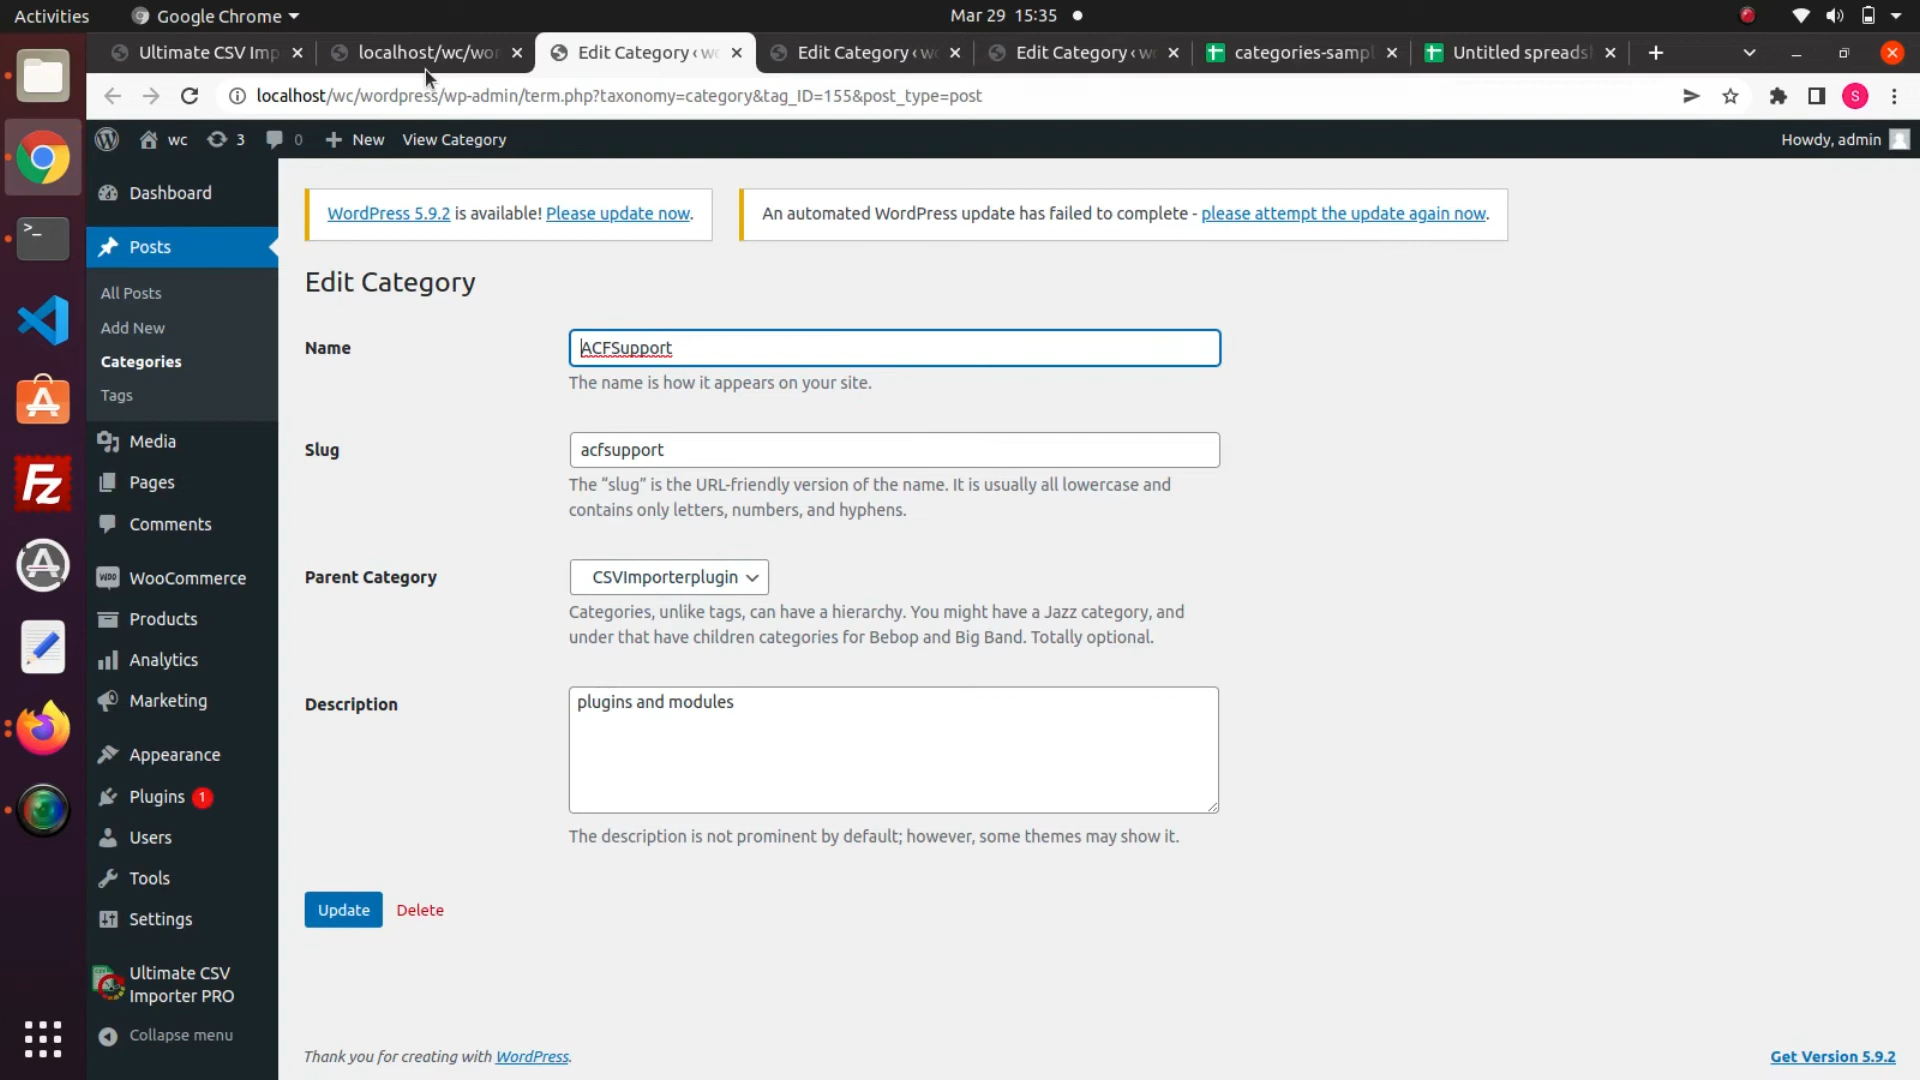 Activities
Google Chrome
Mar 29 15:35
Ultimate CSV Imp
localhost/wc/wor
Edit Category ‹ wc
Edit Category ‹ wc
Edit Category ‹ wc
categories-sampl
Untitled spreads
localhost/wc/wordpress/wp-admin/term.php?taxonomy=category&tag_ID=155&post_type=post
S
wc
3
0
New
View Category
Howdy, admin
Dashboard
Posts
All Posts
Add New
Categories
Tags
Media
Pages
Comments
WooCommerce
Products
Analytics
Marketing
Appearance
Plugins 1
Users
Tools
Settings
Ultimate CSV
Importer PRO
Collapse menu
WordPress 5.9.2 is available! Please update now.
An automated WordPress update has failed to complete - please attempt the update again now.
Edit Category
Name
ACFSupport
The name is how it appears on your site.
Slug
acfsupport
The “slug” is the URL-friendly version of the name. It is usually all lowercase and
contains only letters, numbers, and hyphens.
Parent Category
CSVImporterplugin
Categories, unlike tags, can have a hierarchy. You might have a Jazz category, and
under that have children categories for Bebop and Big Band. Totally optional.
Description
plugins and modules
The description is not prominent by default; however, some themes may show it.
Update
Delete
Thank you for creating with WordPress.
Get Version 5.9.2